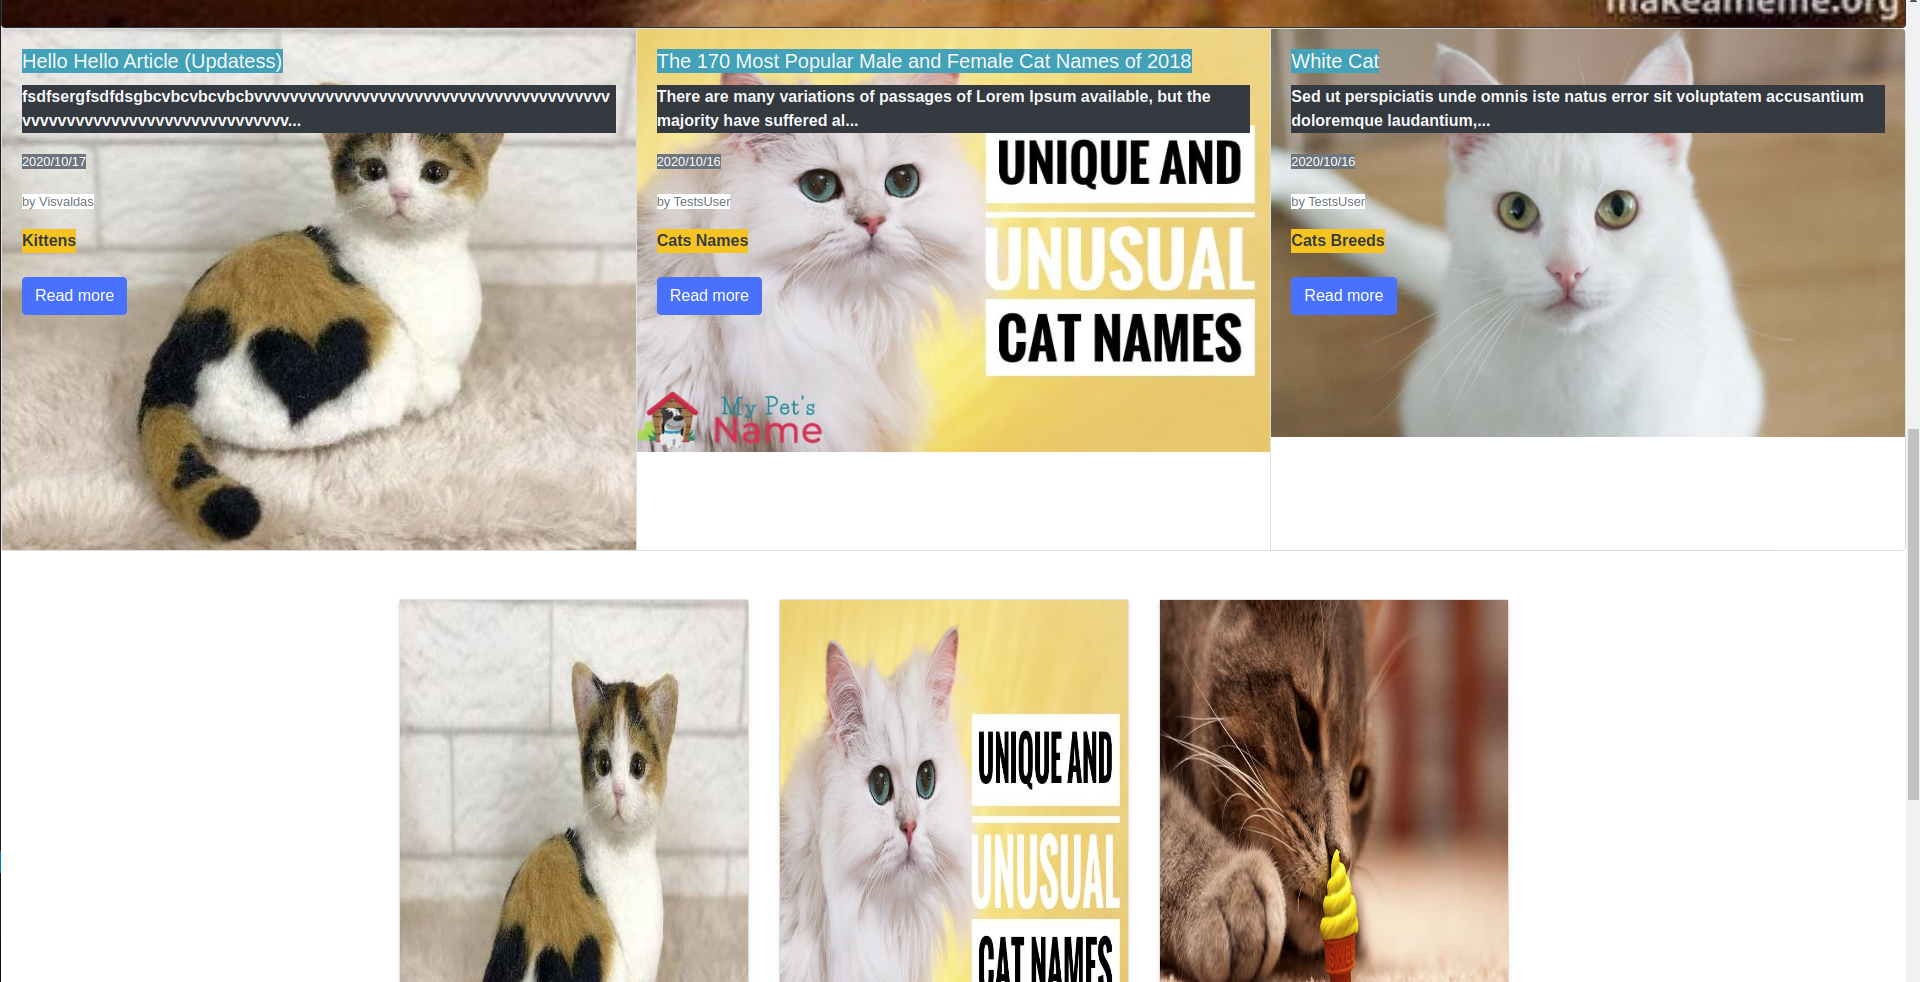 makeameme.org
Hello Hello Article (Updatess)
fsdfsergfsdfdsgbcvbcvbcvbcbvvvvvvvvvvvvvvvvvvvvvvvvvvvvvvvvvvvvvvvv
vvvvvvvvvvvvvvvvvvvvvvvvvvvvvv...
2020/10/17
by Visvaldas
Kittens
Read more
The 170 Most Popular Male and Female Cat Names of 2018
There are many variations of passages of Lorem Ipsum available, but the
majority have suffered al...
2020/10/16
by TestsUser
Cats Names
Read more
UNIQUE AND
UNUSUAL
CAT NAMES
My Pet's
Name
White Cat
Sed ut perspiciatis unde omnis iste natus error sit voluptatem accusantium
doloremque laudantium,...
2020/10/16
by TestsUser
Cats Breeds
Read more
UNIQUE AND
UNUSUAL
CAT NAMES